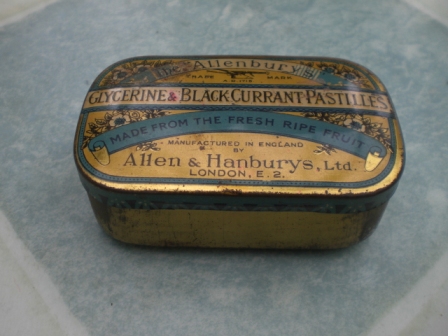 The Allenburys
TRADE MARK
GLYCERINE & BLACK CURRANT PASTILLES
MADE FROM THE FRESH RIPE FRUIT
MANUFACTURED IN ENGLAND
BY
Allen & Hanburys, Ltd.
LONDON, E. 2.